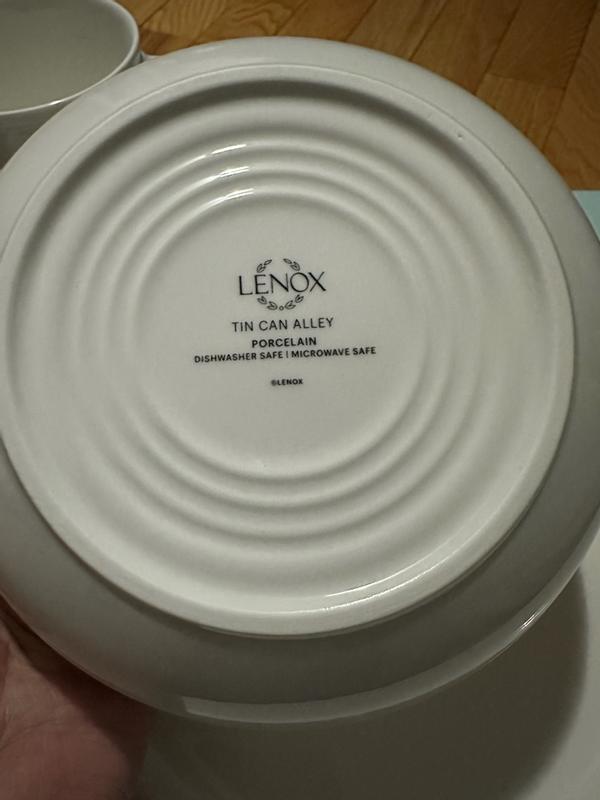 LENOX
TIN CAN ALLEY
PORCELAIN
DISHWASHER SAFE | MICROWAVE SAFE
©LENOX